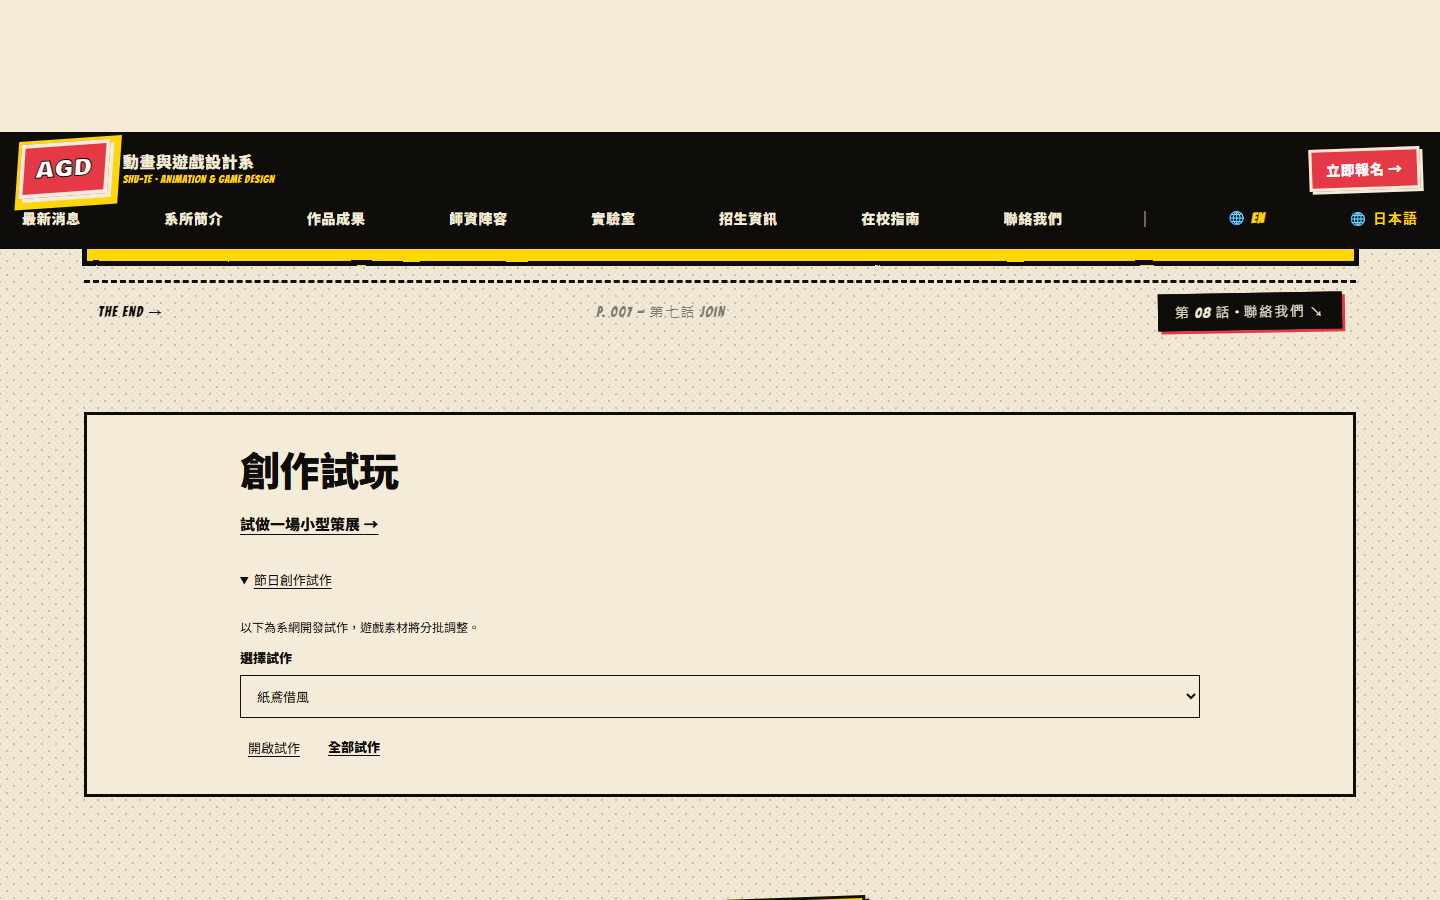 AGD
動畫與遊戲設計系
SHU-TE · ANIMATION & GAME DESIGN
立即報名 →
最新消息 系所簡介 作品成果 師資陣容 實驗室 招生資訊 在校指南 聯絡我們 | EN 日本語
THE END → P. 007 — 第七話 JOIN 第 08 話・聯絡我們 ↘
創作試玩
試做一場小型策展 →
▼ 節日創作試作
以下為系網開發試作，遊戲素材將分批調整。
選擇試作
紙鳶借風
開啟試作 全部試作